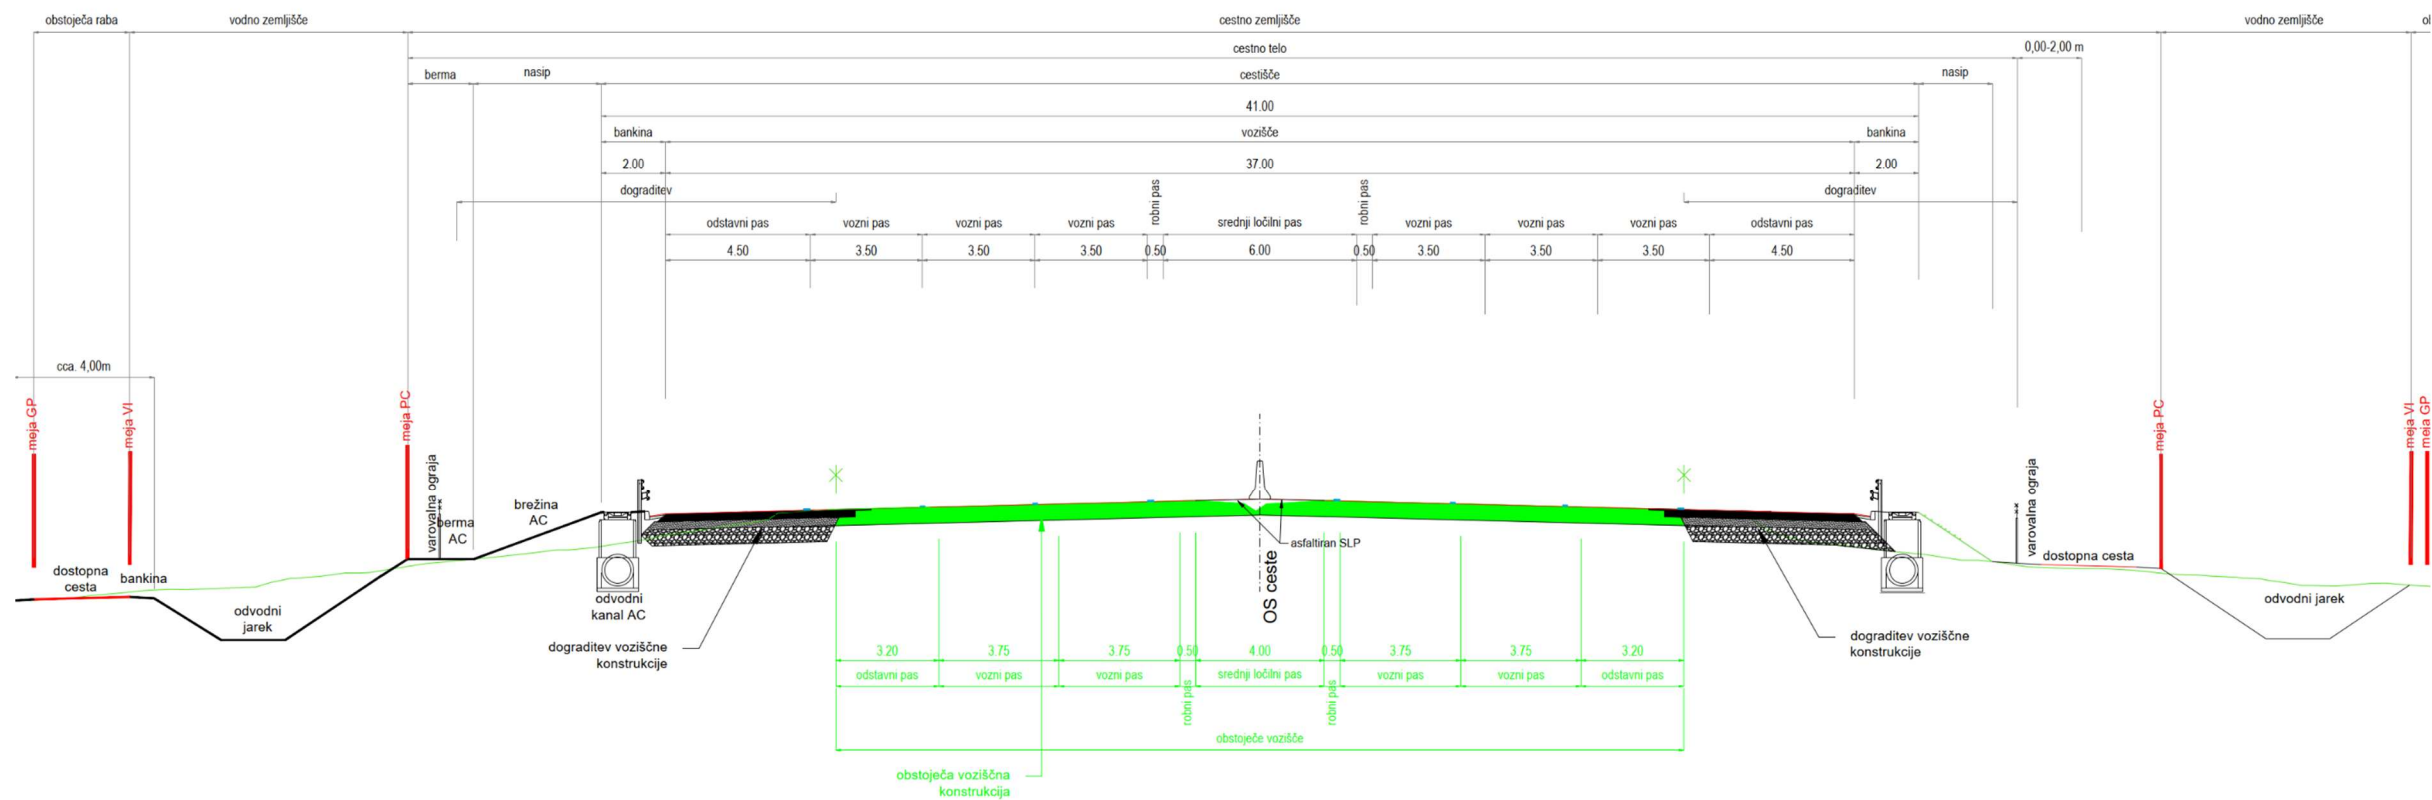 obstoječa raba
vodno zemljišče
cestno zemljišče
vodno zemljišče
cestno telo
0,00-2,00 m
berma
nasip
cestišče
nasip
41.00
bankina
vozišče
bankina
2.00
37.00
2.00
dograditev
robni pas
robni pas
dograditev
odstavni pas
vozni pas
vozni pas
vozni pas
srednji ločilni pas
vozni pas
vozni pas
vozni pas
odstavni pas
4.50
3.50
3.50
3.50
0.50
6.00
0.50
3.50
3.50
3.50
4.50
cca. 4,00m
meja GP
meja VI
meja PC
meja PC
meja VI
meja GP
varovalna ograja
berma
AC
brežina
AC
varovalna ograja
asfaltiran SLP
OS ceste
dostopna
cesta
bankina
odvodni
jarek
odvodni
kanal AC
dostopna cesta
odvodni jarek
dograditev voziščne
konstrukcije
dograditev voziščne
konstrukcije
3.20
3.75
3.75
0.50
4.00
0.50
3.75
3.75
3.20
odstavni pas
vozni pas
vozni pas
robni pas
srednji ločilni pas
robni pas
vozni pas
vozni pas
odstavni pas
obstoječe vozišče
obstoječa voziščna
konstrukcija